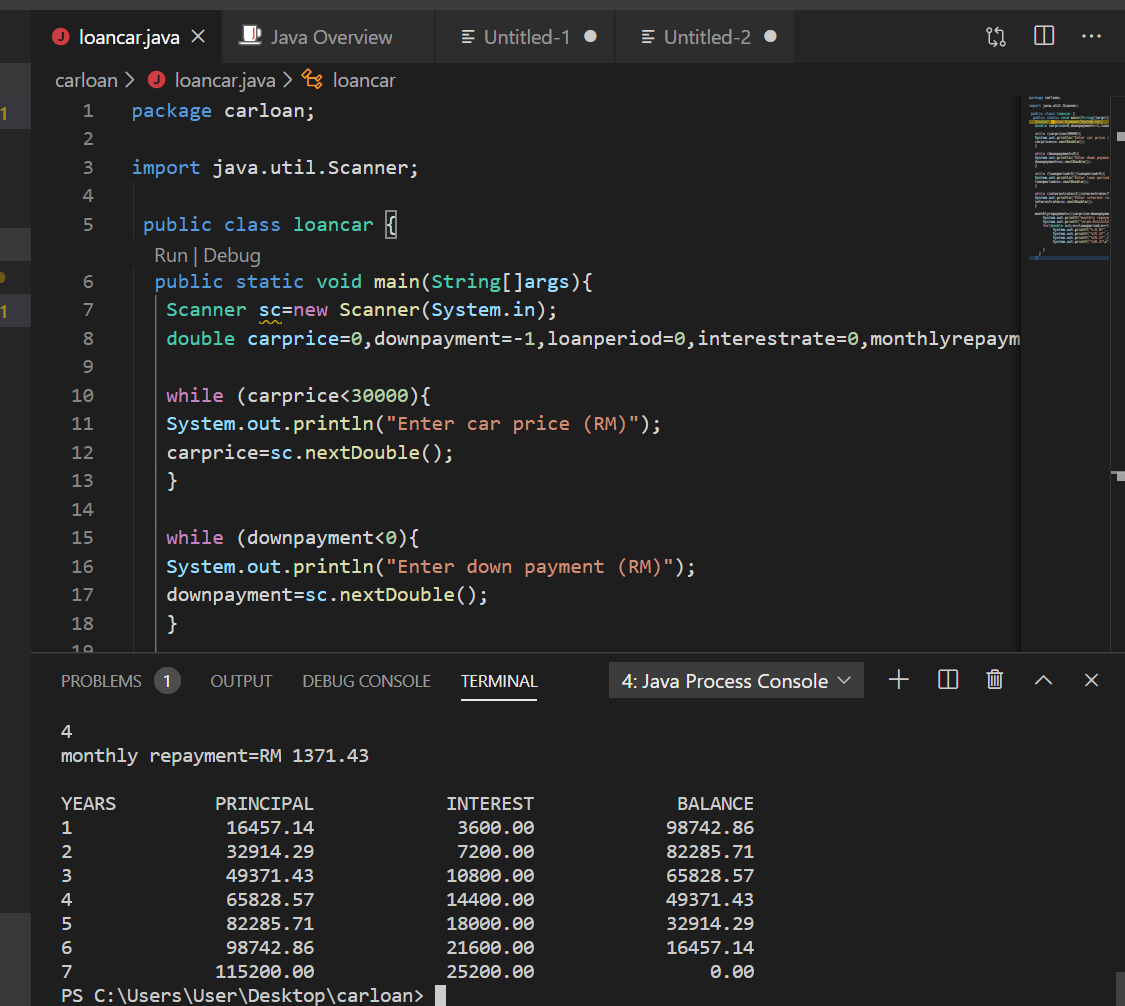 loancar.java
Java Overview
Untitled-1
Untitled-2
carloan > loancar.java > loancar
1 package carloan;
2
3 import java.util.Scanner;
4
5 public class loancar {
Run | Debug
6 public static void main(String[]args){
7 Scanner sc=new Scanner(System.in);
8 double carprice=0,downpayment=-1,loanperiod=0,interestrate=0,monthlyrepaym
9
10 while (carprice<30000){
11 System.out.println("Enter car price (RM)");
12 carprice=sc.nextDouble();
13 }
14
15 while (downpayment<0){
16 System.out.println("Enter down payment (RM)");
17 downpayment=sc.nextDouble();
18 }
19
PROBLEMS 1 OUTPUT DEBUG CONSOLE TERMINAL 4: Java Process Console
4
monthly repayment=RM 1371.43
YEARS PRINCIPAL INTEREST BALANCE
1 16457.14 3600.00 98742.86
2 32914.29 7200.00 82285.71
3 49371.43 10800.00 65828.57
4 65828.57 14400.00 49371.43
5 82285.71 18000.00 32914.29
6 98742.86 21600.00 16457.14
7 115200.00 25200.00 0.00
PS C:\Users\User\Desktop\carloan>